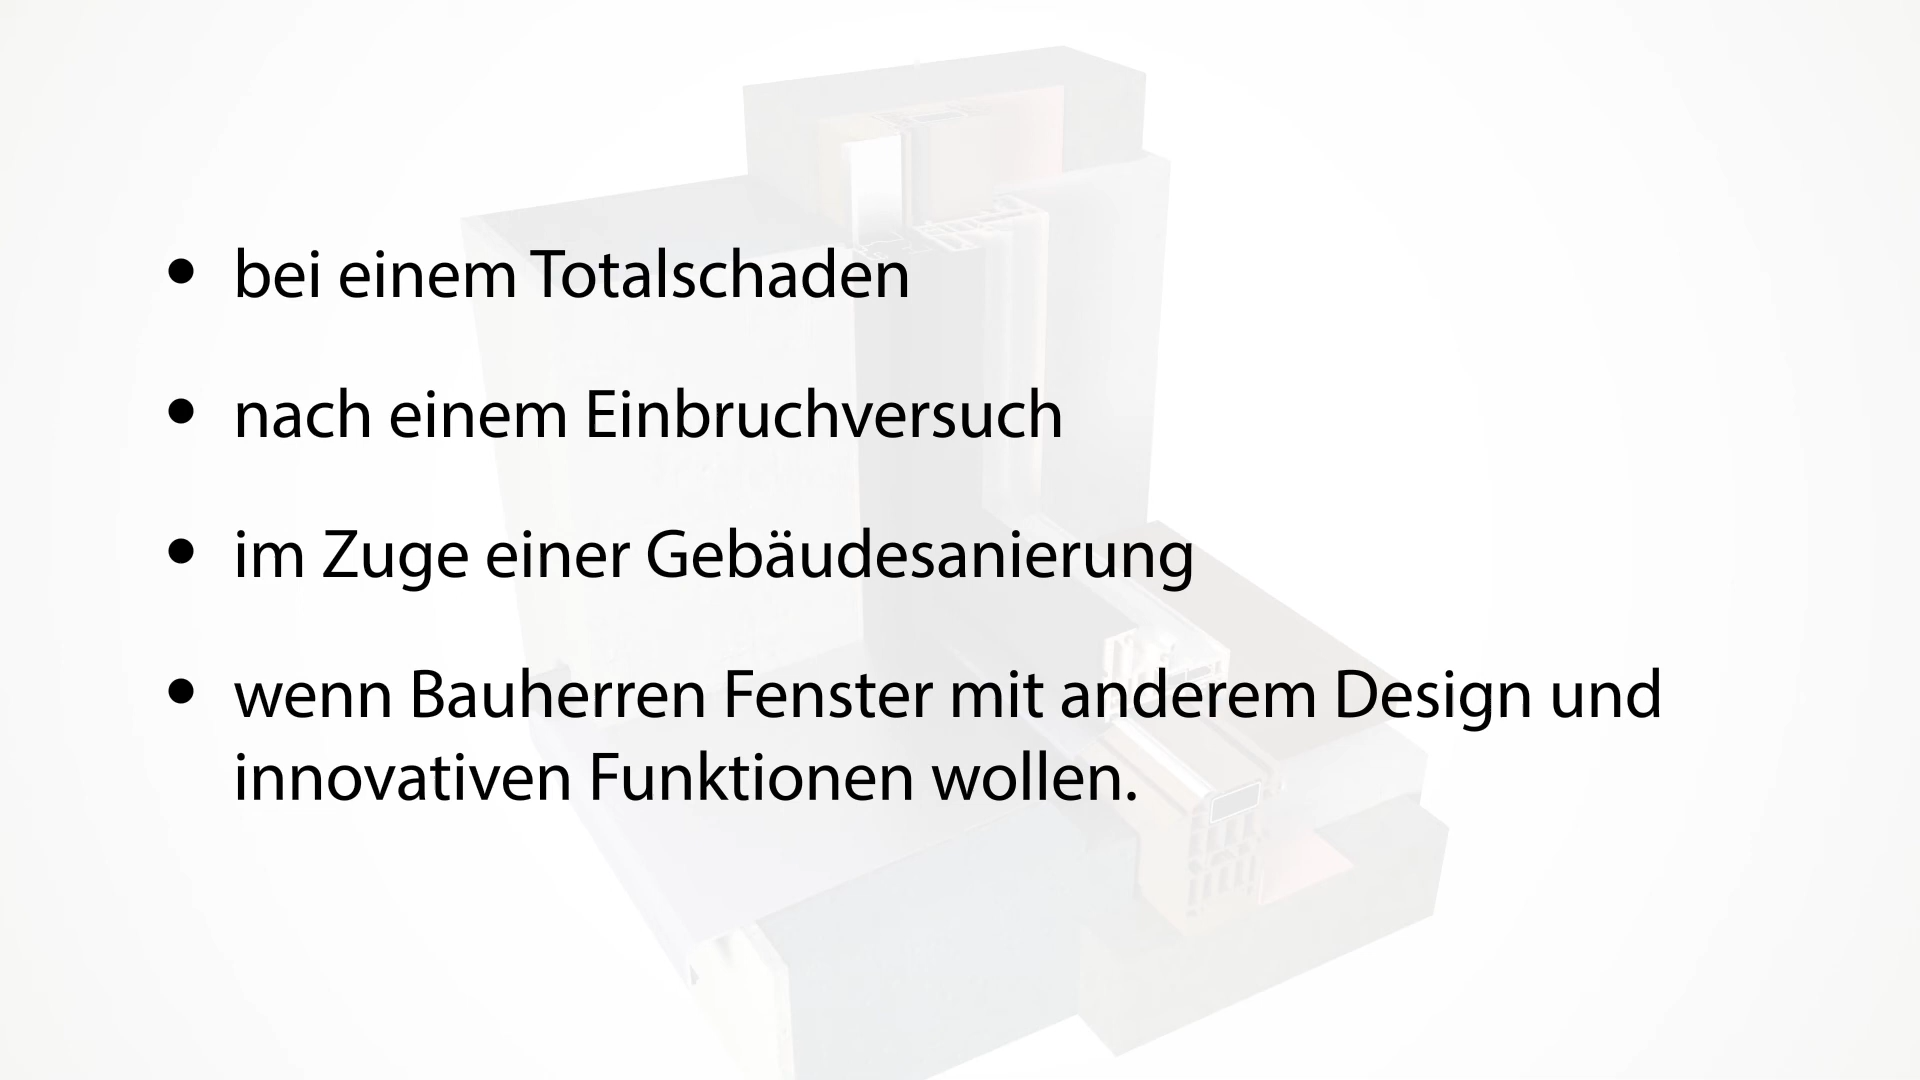 • bei einem Totalschaden
• nach einem Einbruchversuch
• im Zuge einer Gebäudesanierung
• wenn Bauherren Fenster mit anderem Design und
innovativen Funktionen wollen.